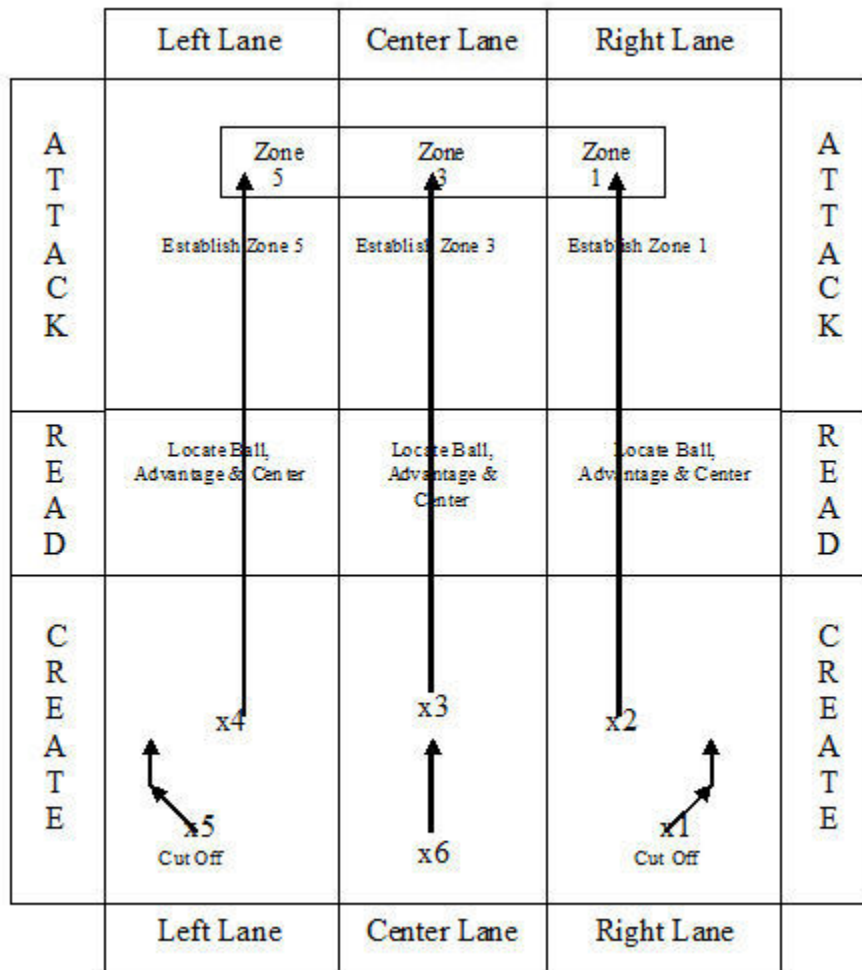 Left Lane Center Lane Right Lane
A
T
T
A
C
K
Zone
5
Zone
3
Zone
1
Establish Zone 5
Establish Zone 3
Establish Zone 1
A
T
T
A
C
K
R
E
A
D
Locate Ball,
Advantage & Center
Locate Ball,
Advantage &
Center
Locate Ball,
Advantage & Center
R
E
A
D
C
R
E
A
T
E
x4
x3
x2
x5
Cut Off
x6
x1
Cut Off
C
R
E
A
T
E
Left Lane Center Lane Right Lane